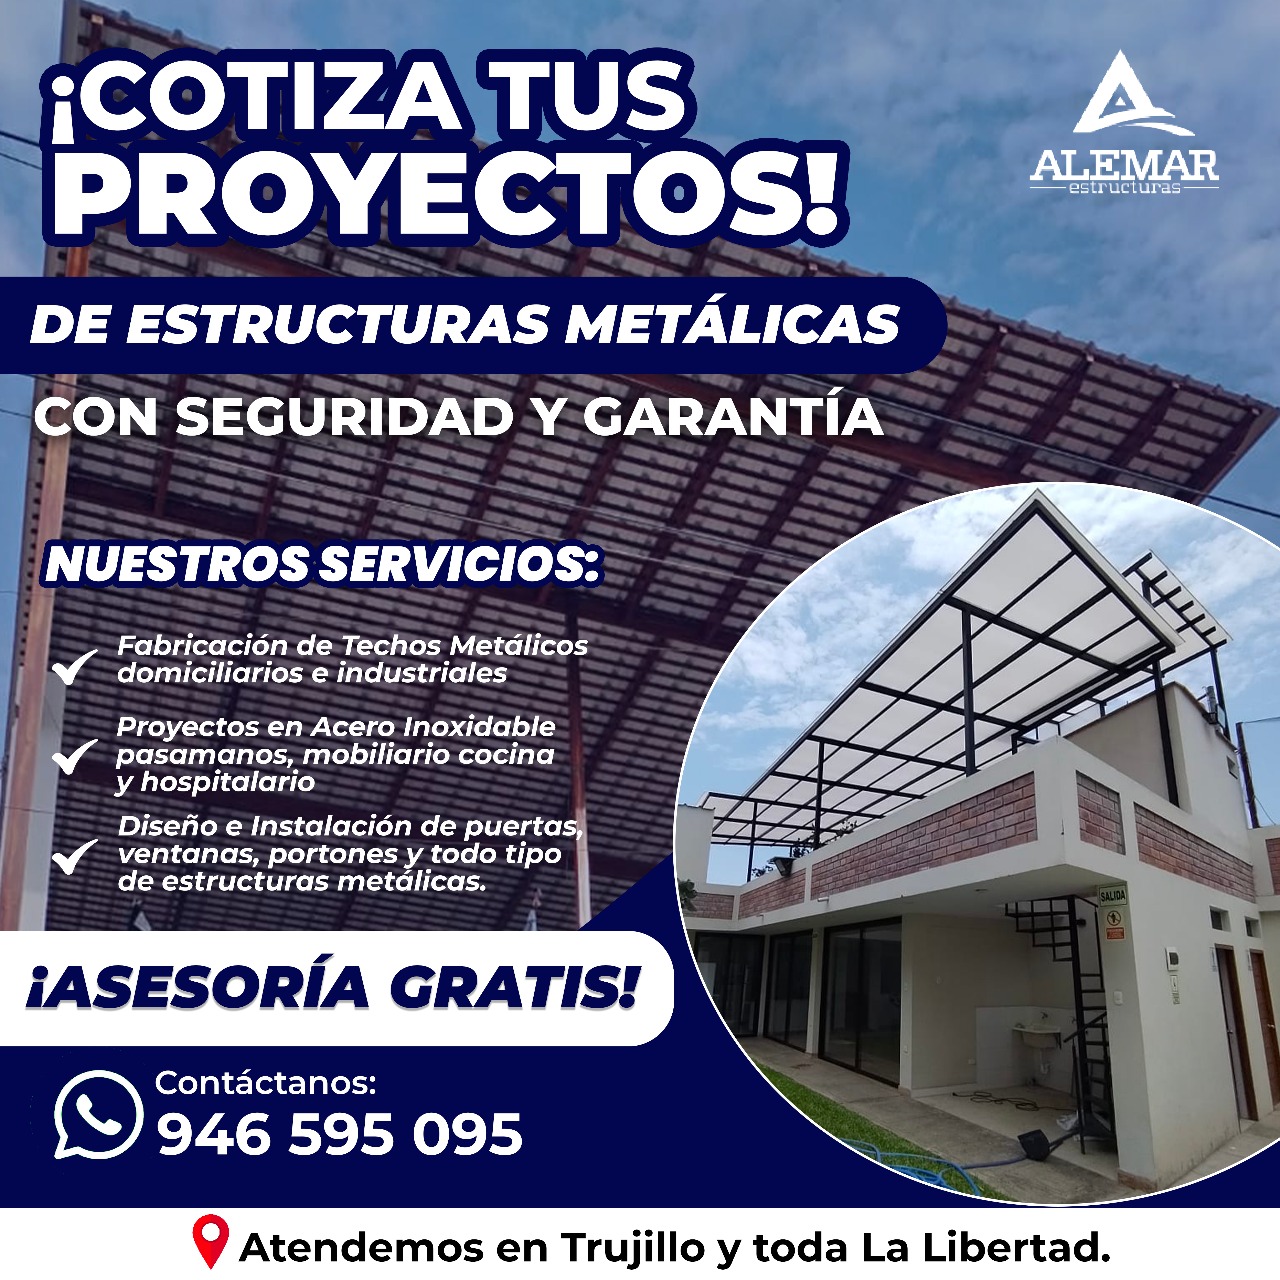 ¡COTIZA TUS
PROYECTOS!
ALEMAR
estructuras
DE ESTRUCTURAS METÁLICAS
CON SEGURIDAD Y GARANTÍA
NUESTROS SERVICIOS:
Fabricación de Techos Metálicos
domiciliarios e industriales
Proyectos en Acero Inoxidable
pasamanos, mobiliario cocina
y hospitalario
Diseño e Instalación de puertas,
ventanas, portones y todo tipo
de estructuras metálicas.
SALIDA
¡ASESORÍA GRATIS!
Contáctanos:
946 595 095
Atendemos en Trujillo y toda La Libertad.